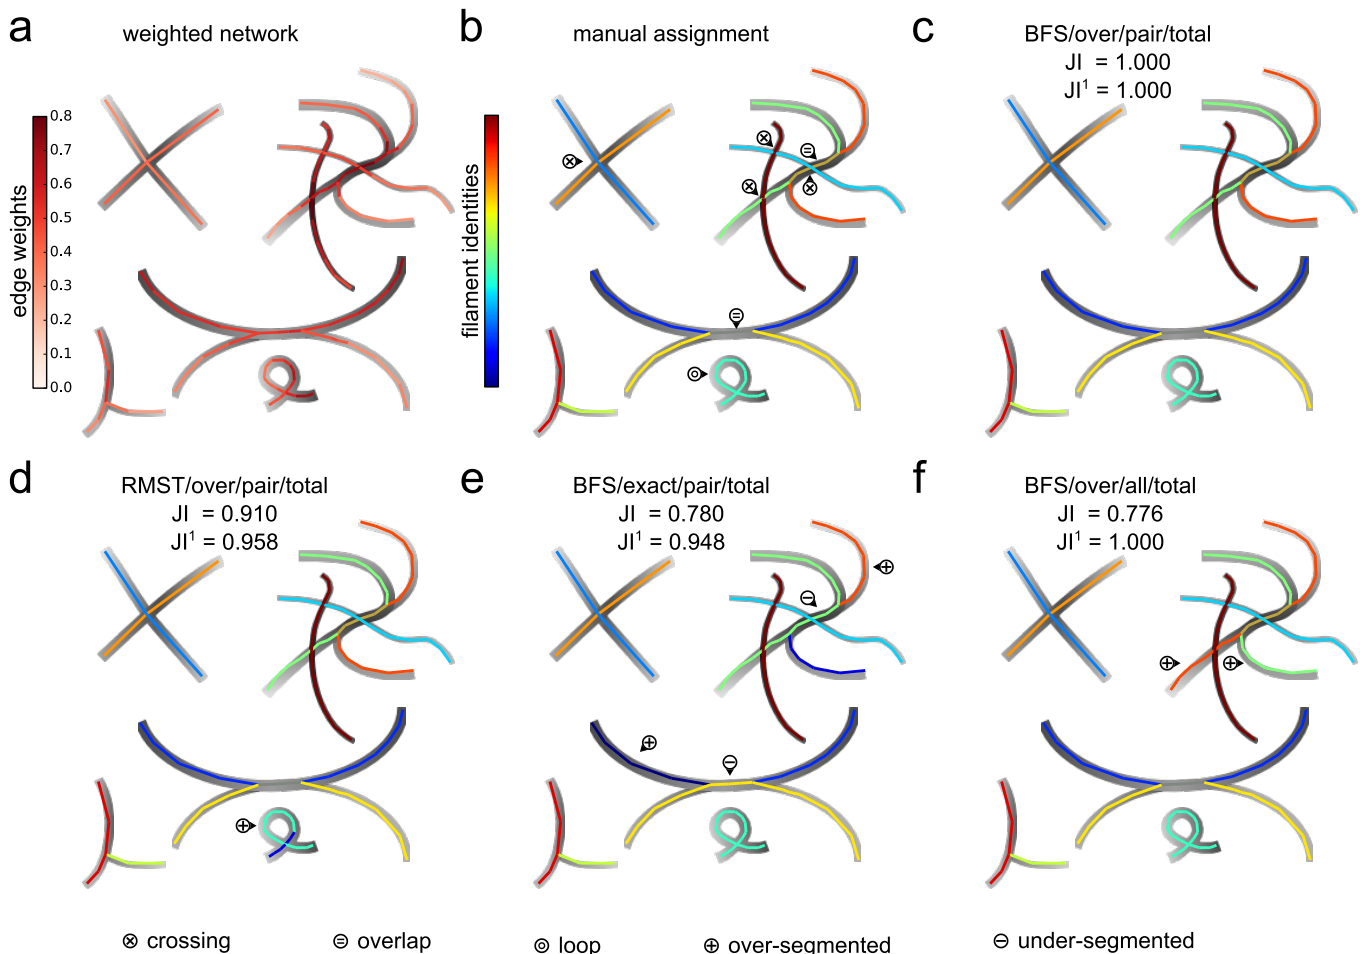 a weighted network
b manual assignment
c BFS/over/pair/total
JI = 1.000
JI¹ = 1.000
edge weights
0.8
0.7
0.6
0.5
0.4
0.3
0.2
0.1
0.0
filament identities
d RMST/over/pair/total
JI = 0.910
JI¹ = 0.958
e BFS/exact/pair/total
JI = 0.780
JI¹ = 0.948
f BFS/over/all/total
JI = 0.776
JI¹ = 1.000
⊗ crossing
⊜ overlap
⊚ loop
⊕ over-segmented
⊖ under-segmented